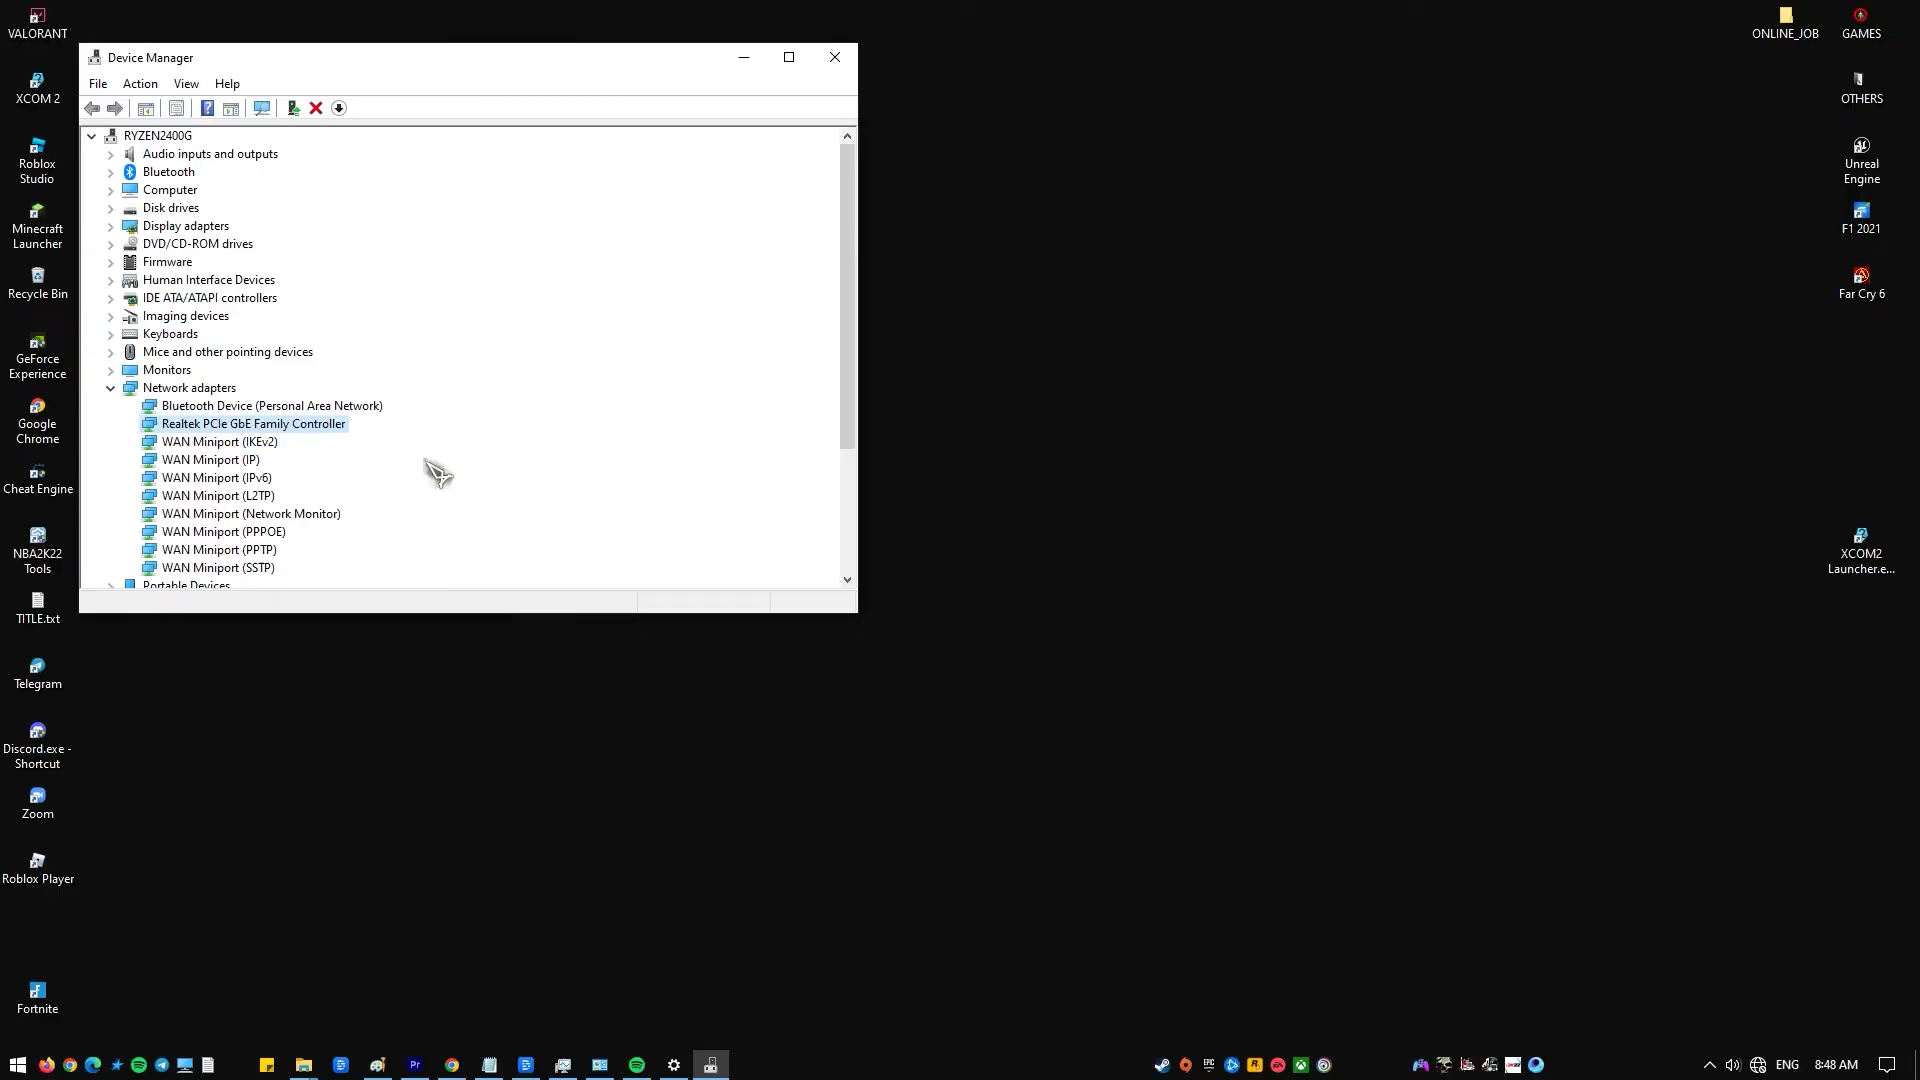 VALORANT
XCOM 2
Roblox
Studio
Minecraft
Launcher
Recycle Bin
GeForce
Experience
Google
Chrome
Cheat Engine
NBA2K22
Tools
TITLE.txt
Telegram
Discord.exe -
Shortcut
Zoom
Roblox Player
Fortnite
Device Manager
File Action View Help
RYZEN2400G
Audio inputs and outputs
Bluetooth
Computer
Disk drives
Display adapters
DVD/CD-ROM drives
Firmware
Human Interface Devices
IDE ATA/ATAPI controllers
Imaging devices
Keyboards
Mice and other pointing devices
Monitors
Network adapters
Bluetooth Device (Personal Area Network)
Realtek PCIe GbE Family Controller
WAN Miniport (IKEv2)
WAN Miniport (IP)
WAN Miniport (IPv6)
WAN Miniport (L2TP)
WAN Miniport (Network Monitor)
WAN Miniport (PPPOE)
WAN Miniport (PPTP)
WAN Miniport (SSTP)
Portable Devices
ONLINE_JOB
GAMES
OTHERS
Unreal
Engine
F1 2021
Far Cry 6
XCOM2
Launcher.e...
Pr
EPIC
EA
ENG
8:48 AM